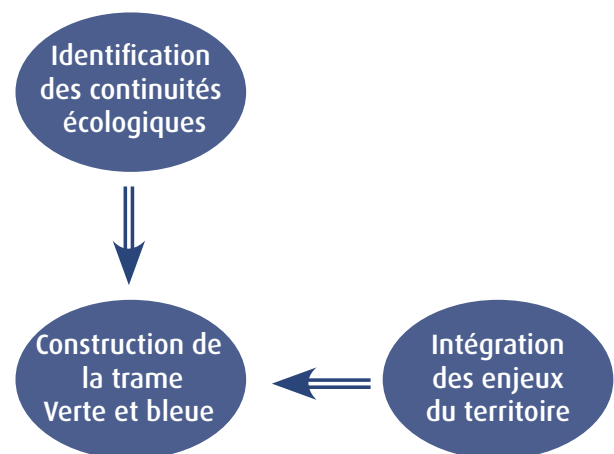 Identification
des continuités
écologiques
Construction de
la trame
Verte et bleue
Intégration
des enjeux
du territoire